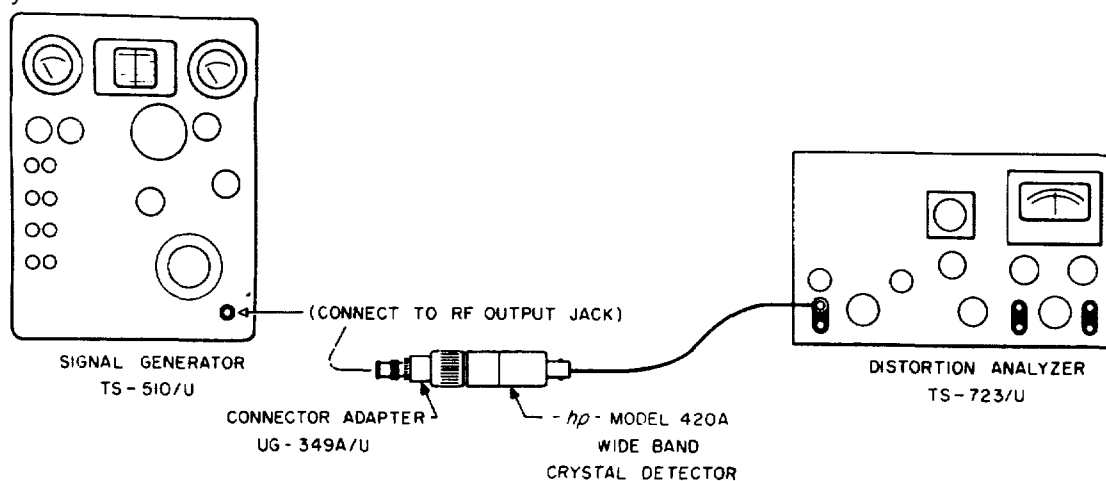 (CONNECT TO RF OUTPUT JACK)
SIGNAL GENERATOR
TS-510/U
CONNECTOR ADAPTER
UG-349A/U
-hp- MODEL 420A
WIDE BAND
CRYSTAL DETECTOR
DISTORTION ANALYZER
TS-723/U